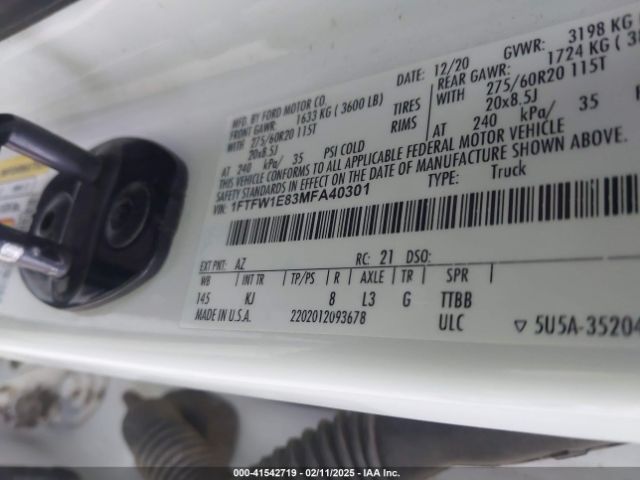 MFD. BY FORD MOTOR CO. DATE: 12/20 GVWR: 3198 KG
FRONT GAWR: 1633 KG ( 3600 LB) REAR GAWR: 1724 KG ( 38
WITH 275/60R20 115T TIRES WITH 275/60R20 115T
20x8.5J RIMS 20x8.5J
AT 240 kPa/ 35 PSI COLD AT 240 kPa/ 35
THIS VEHICLE CONFORMS TO ALL APPLICABLE FEDERAL MOTOR VEHICLE
SAFETY STANDARDS IN EFFECT ON THE DATE OF MANUFACTURE SHOWN ABOVE.
VIN: 1FTFW1E83MFA40301 TYPE: Truck
EXT PNT: AZ RC: 21 DSO:
WB INT TR TP/PS R AXLE TR SPR
145 KJ 8 L3 G TTBB
MADE IN U.S.A. 2202012093678 ULC ▽ 5U5A-35204
000-41542719 - 02/11/2025 - IAA Inc.